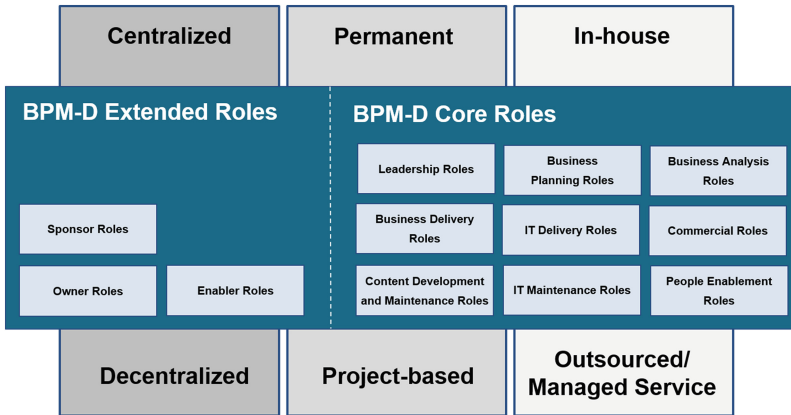 Centralized
Permanent
In-house
BPM-D Extended Roles
Sponsor Roles
Owner Roles
Enabler Roles
BPM-D Core Roles
Leadership Roles
Business
Planning Roles
Business Analysis
Roles
Business Delivery
Roles
IT Delivery Roles
Commercial Roles
Content Development
and Maintenance Roles
IT Maintenance Roles
People Enablement
Roles
Decentralized
Project-based
Outsourced/
Managed Service